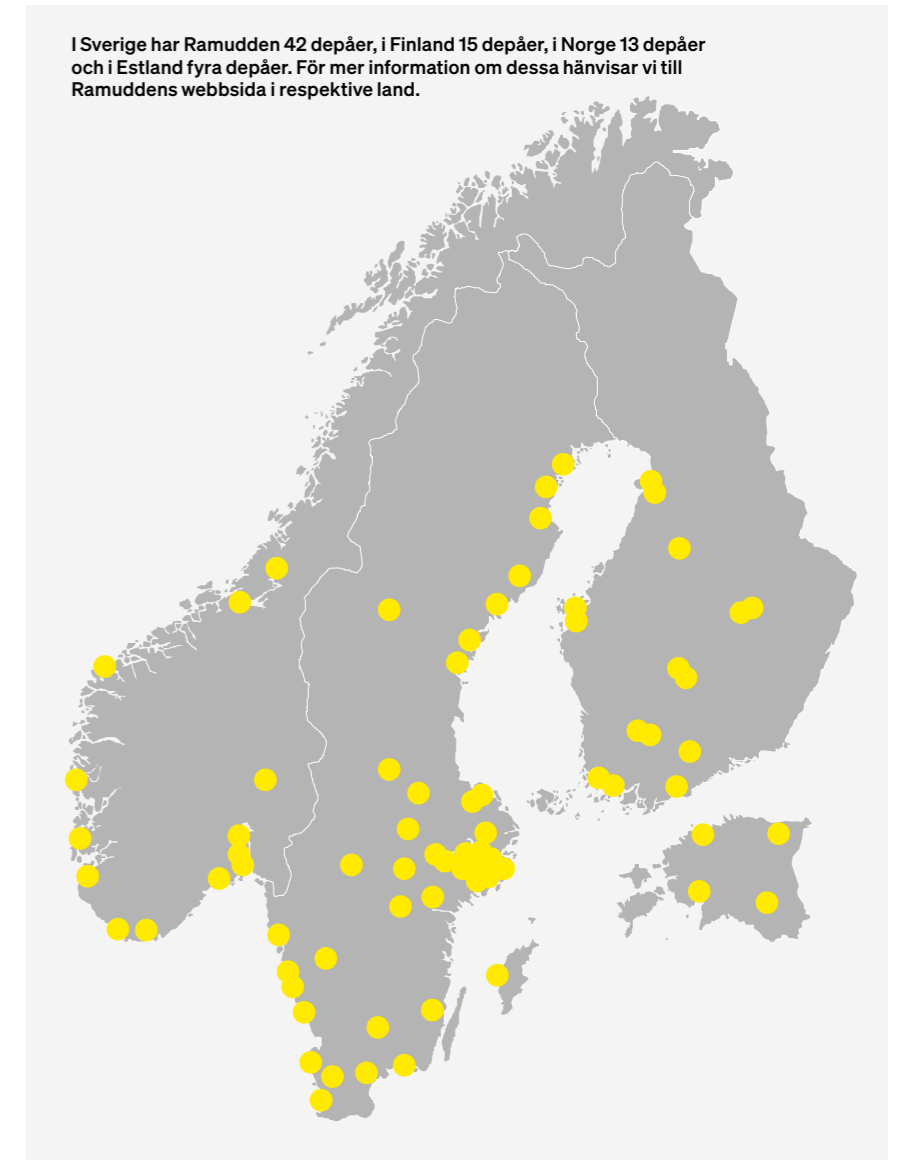 I Sverige har Ramudden 42 depåer, i Finland 15 depåer, i Norge 13 depåer
och i Estland fyra depåer. För mer information om dessa hänvisar vi till
Ramuddens webbsida i respektive land.